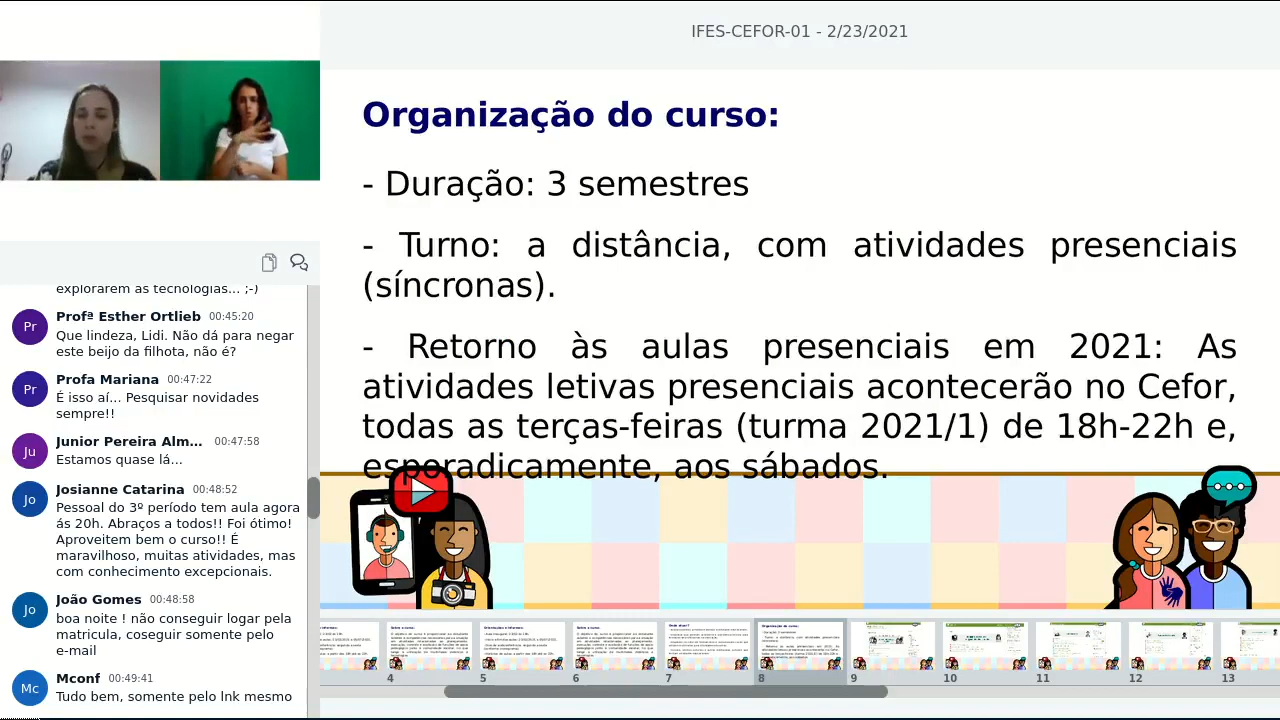 IFES-CEFOR-01 - 2/23/2021
Organização do curso:
- Duração: 3 semestres
- Turno: a distância, com atividades presenciais
(síncronas).
- Retorno às aulas presenciais em 2021: As
atividades letivas presenciais acontecerão no Cefor,
todas as terças-feiras (turma 2021/1) de 18h-22h e,
esporadicamente, aos sábados.
explorarem as tecnologias... ;-)
Pr
Profª Esther Ortlieb 00:45:20
Que lindeza, Lidi. Não dá para negar
este beijo da filhota, não é?
Pr
Profa Mariana 00:47:22
É isso aí... Pesquisar novidades
sempre!!
Ju
Junior Pereira Alm... 00:47:58
Estamos quase lá...
Jo
Josianne Catarina 00:48:52
Pessoal do 3º período tem aula agora
ás 20h. Abraços a todos!! Foi ótimo!
Aproveitem bem o curso!! É
maravilhoso, muitas atividades, mas
com conhecimento excepcionais.
Jo
João Gomes 00:48:58
boa noite ! não conseguir logar pela
matricula, coseguir somente pelo
e-mail
Mc
Mconf 00:49:41
Tudo bem, somente pelo lnk mesmo
4 5 6 7 8 9 10 11 12 13